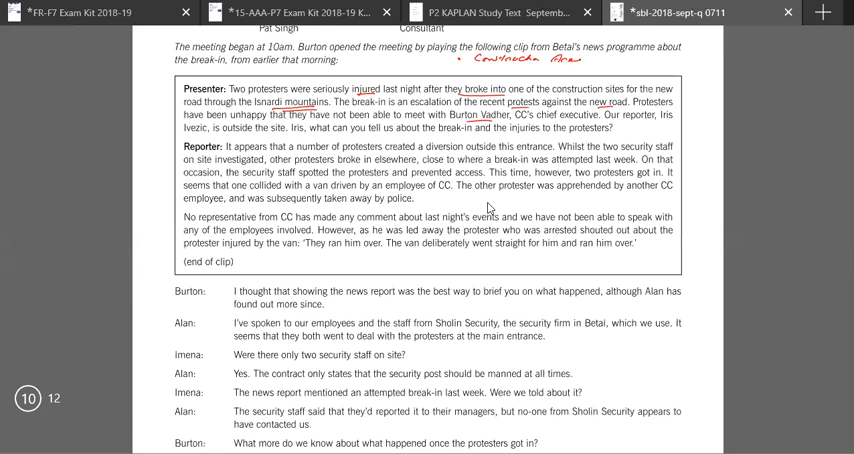 *FR-F7 Exam Kit 2018-19
*15-AAA-P7 Exam Kit 2018-19 K...
P2 KAPLAN Study Text Septemb...
*sbl-2018-sept-q 0711
Pat Singh Consultant
The meeting began at 10am. Burton opened the meeting by playing the following clip from Betal's news programme about
the break-in, from earlier that morning:
Presenter: Two protesters were seriously injured last night after they broke into one of the construction sites for the new
road through the Isnardi mountains. The break-in is an escalation of the recent protests against the new road. Protesters
have been unhappy that they have not been able to meet with Burton Vadher, CC's chief executive. Our reporter, Iris
Ivezic, is outside the site. Iris, what can you tell us about the break-in and the injuries to the protesters?
Reporter: It appears that a number of protesters created a diversion outside this entrance. Whilst the two security staff
on site investigated, other protesters broke in elsewhere, close to where a break-in was attempted last week. On that
occasion, the security staff spotted the protesters and prevented access. This time, however, two protesters got in. It
seems that one collided with a van driven by an employee of CC. The other protester was apprehended by another CC
employee, and was subsequently taken away by police.
No representative from CC has made any comment about last night's events and we have not been able to speak with
any of the employees involved. However, as he was led away the protester who was arrested shouted out about the
protester injured by the van: 'They ran him over. The van deliberately went straight for him and ran him over.'
(end of clip)
Burton: I thought that showing the news report was the best way to brief you on what happened, although Alan has
found out more since.
Alan: I've spoken to our employees and the staff from Sholin Security, the security firm in Betal, which we use. It
seems that they both went to deal with the protesters at the main entrance.
Imena: Were there only two security staff on site?
Alan: Yes. The contract only states that the security post should be manned at all times.
Imena: The news report mentioned an attempted break-in last week. Were we told about it?
Alan: The security staff said that they'd reported it to their managers, but no-one from Sholin Security appears to
have contacted us.
Burton: What more do we know about what happened once the protesters got in?
10 12